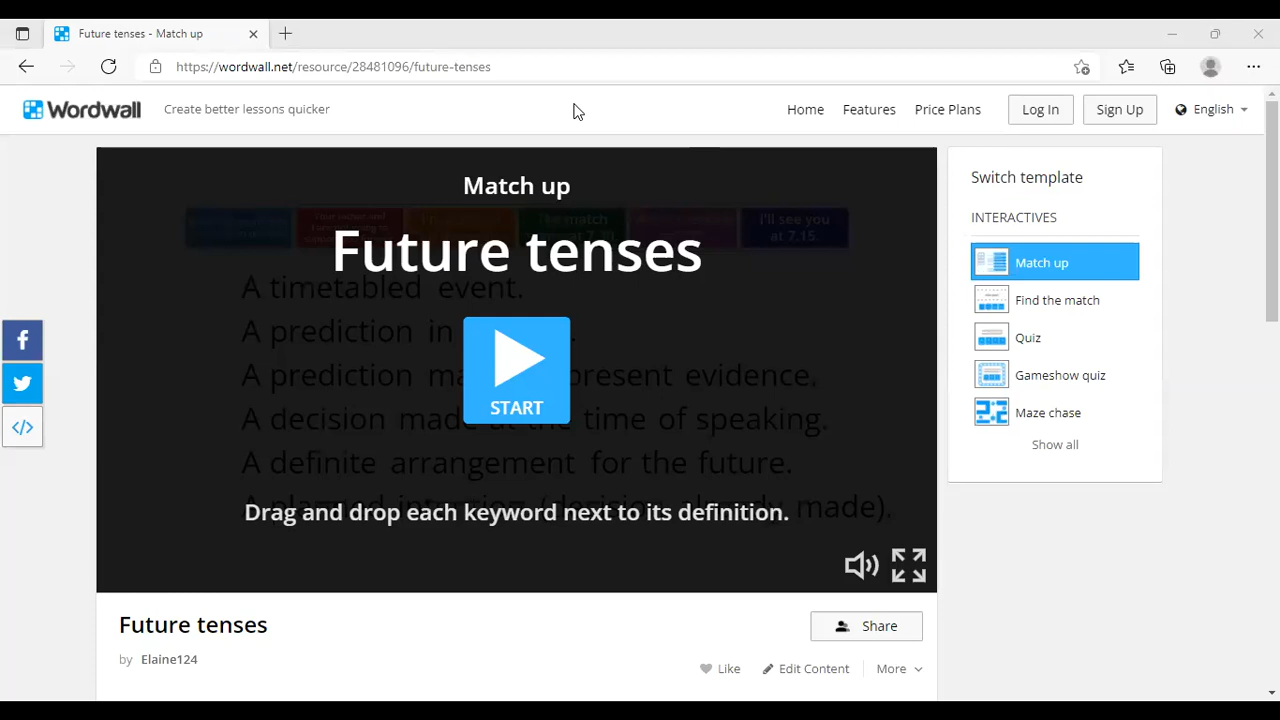 Future tenses - Match up
https://wordwall.net/resource/28481096/future-tenses
Wordwall
Create better lessons quicker
Home
Features
Price Plans
Log In
Sign Up
English
Match up
The match
I'll see you
at 7.15.
Future tenses
A timetabled event.
A prediction in
present evidence,
START
A decision made at the time of speaking.
A definite arrangement for the future.
made).
Drag and drop each keyword next to its definition.
Switch template
INTERACTIVES
Match up
Find the match
Quiz
Gameshow quiz
Maze chase
Show all
</>
Future tenses
Share
by Elaine124
Like
Edit Content
More